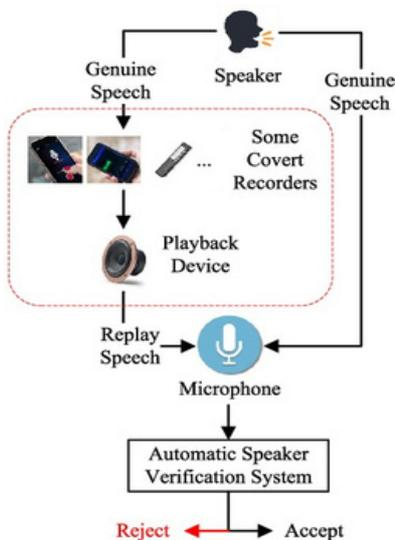 Speaker
Genuine
Speech
Genuine
Speech
Some
Covert
Recorders
...
Playback
Device
Replay
Speech
Microphone
Automatic Speaker
Verification System
Reject
Accept